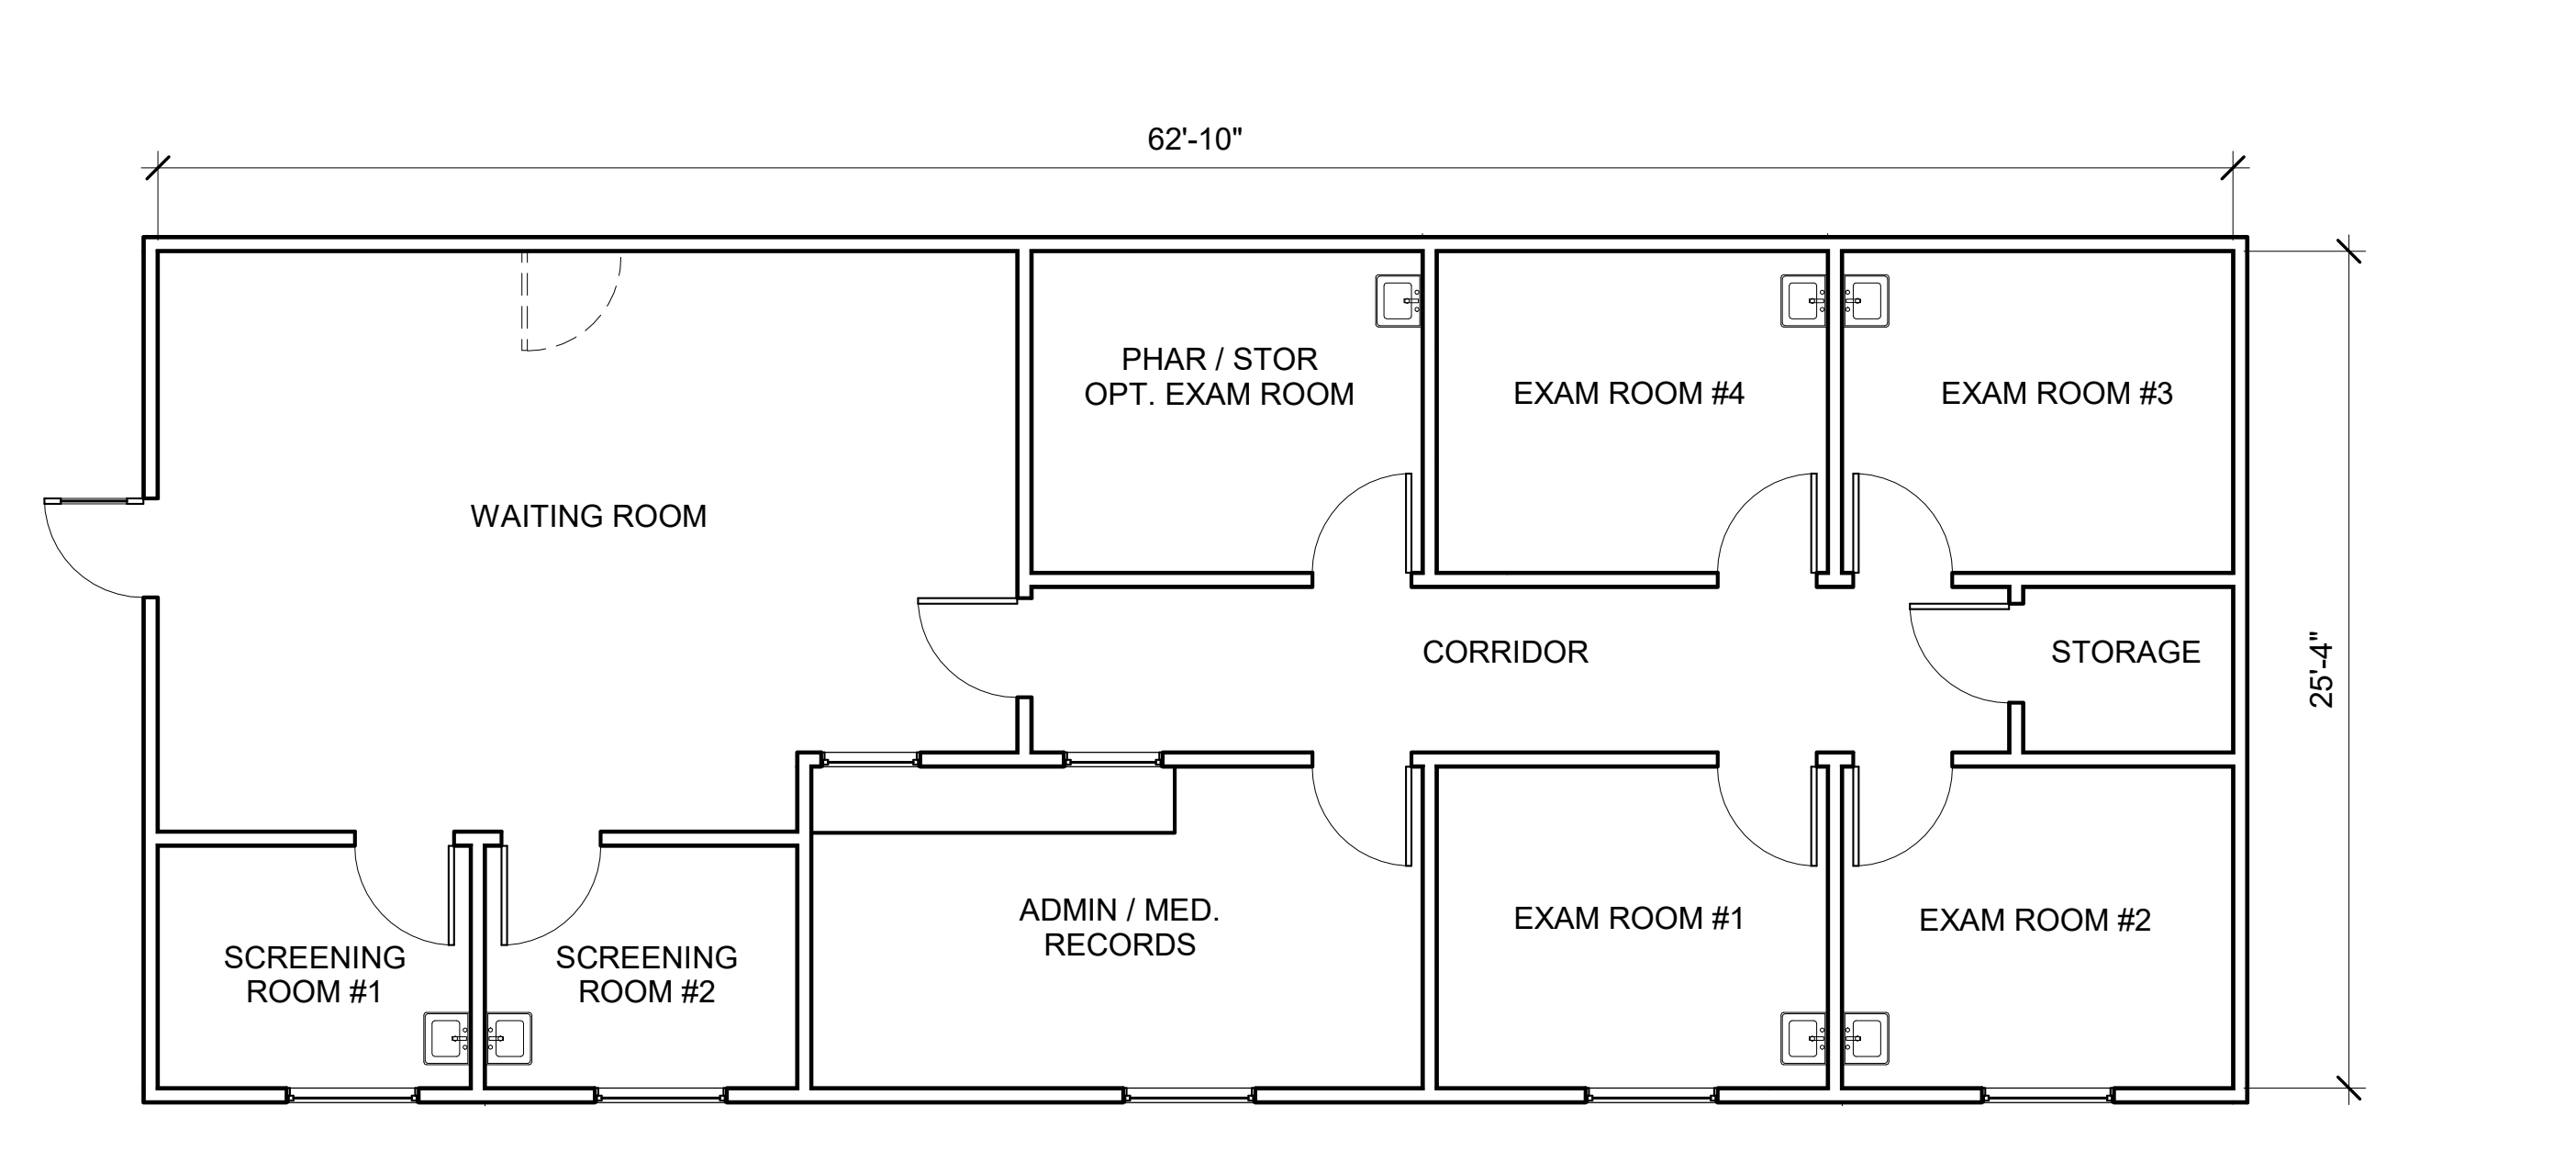 62'-10"
PHAR / STOR
OPT. EXAM ROOM
EXAM ROOM #4
EXAM ROOM #3
WAITING ROOM
CORRIDOR
STORAGE
25'-4"
ADMIN / MED.
RECORDS
EXAM ROOM #1
EXAM ROOM #2
SCREENING
ROOM #1
SCREENING
ROOM #2